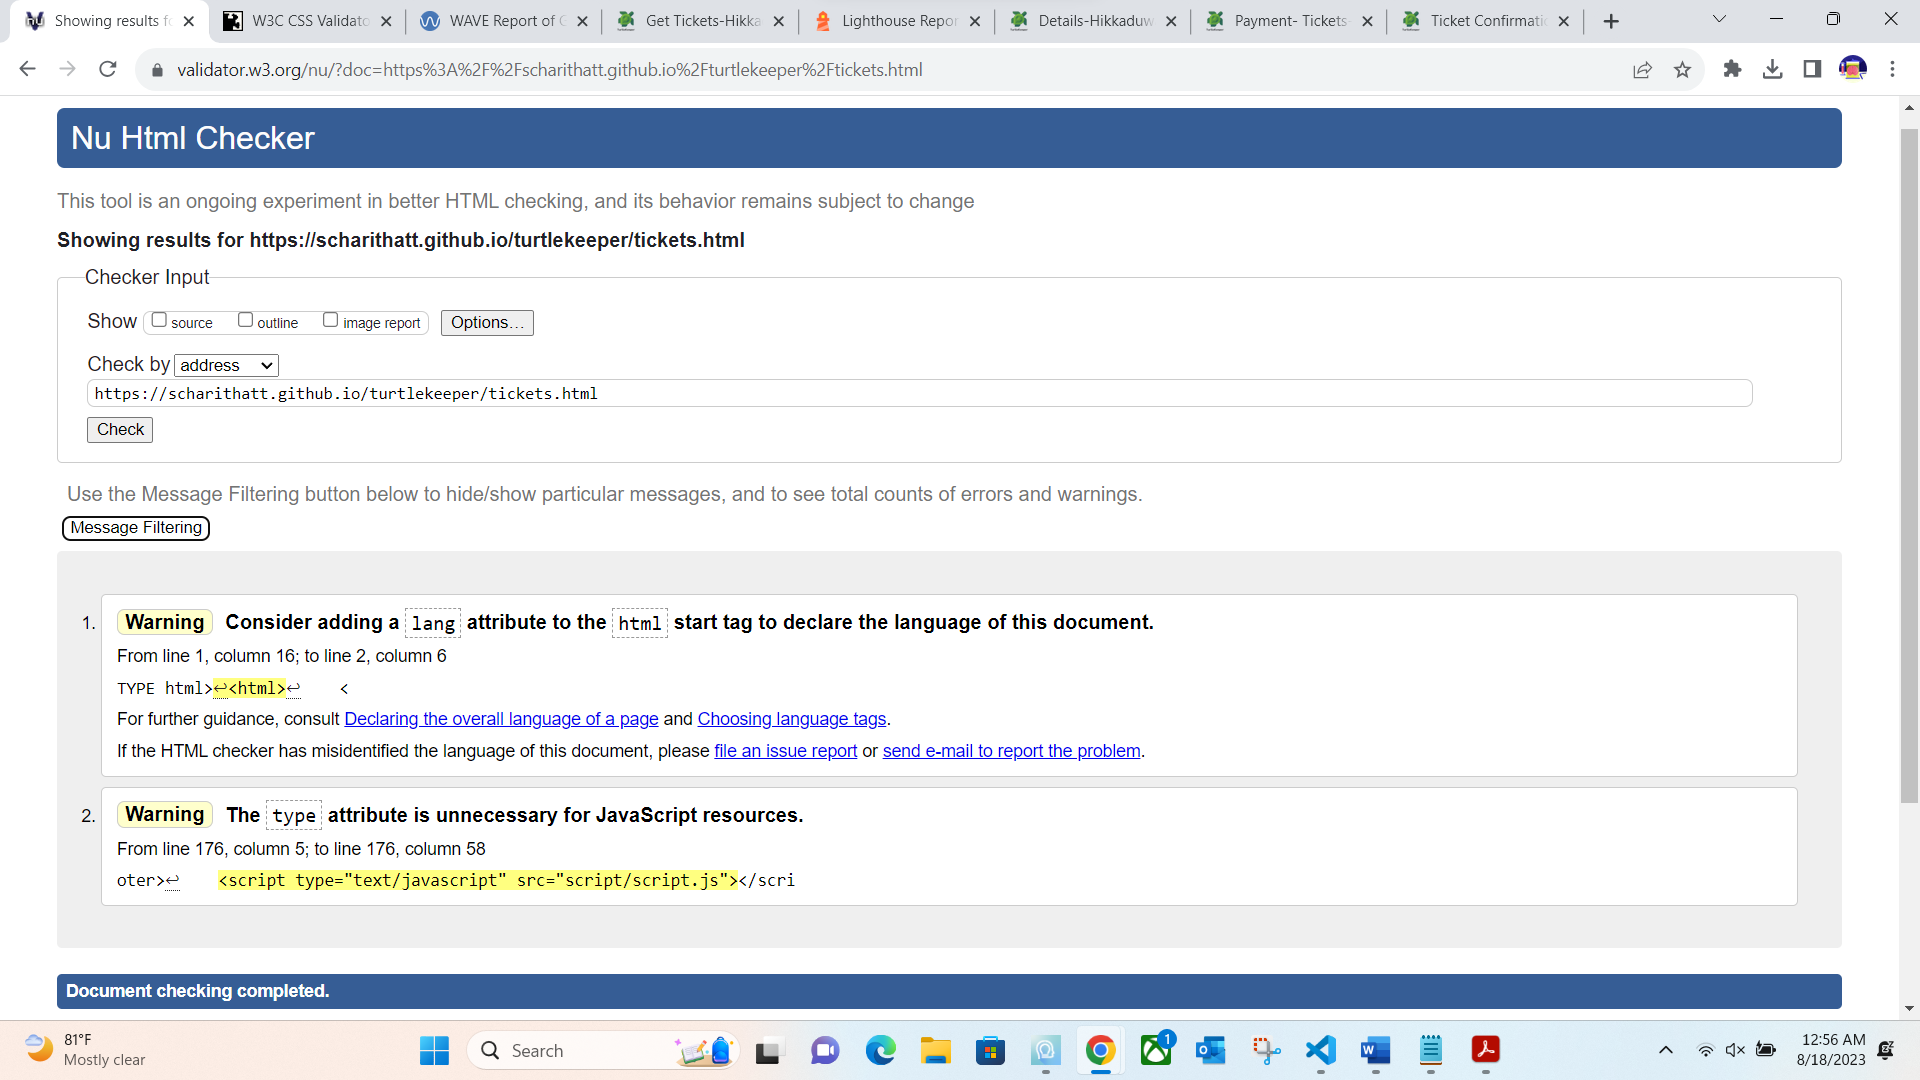 Showing results fo
W3C CSS Validato
WAVE Report of
Get Tickets-Hikka
Lighthouse Repor
Details-Hikkaduw
Payment- Tickets-
Ticket Confirmatio
validator.w3.org/nu/?doc=https%3A%2F%2Fscharithatt.github.io%2Fturtlekeeper%2Ftickets.html
Nu Html Checker
This tool is an ongoing experiment in better HTML checking, and its behavior remains subject to change
Showing results for https://scharithatt.github.io/turtlekeeper/tickets.html
Checker Input
Show source outline image report Options…
Check by address
https://scharithatt.github.io/turtlekeeper/tickets.html
Check
Use the Message Filtering button below to hide/show particular messages, and to see total counts of errors and warnings.
Message Filtering
1. Warning Consider adding a lang attribute to the html start tag to declare the language of this document.
From line 1, column 16; to line 2, column 6
TYPE html>↩<html>↩ <
For further guidance, consult Declaring the overall language of a page and Choosing language tags.
If the HTML checker has misidentified the language of this document, please file an issue report or send e-mail to report the problem.
2. Warning The type attribute is unnecessary for JavaScript resources.
From line 176, column 5; to line 176, column 58
oter>↩ <script type="text/javascript" src="script/script.js"></scri
Document checking completed.
81°F
Mostly clear
Search
1
12:56 AM
8/18/2023